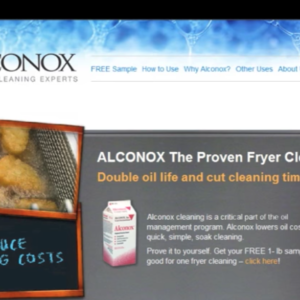 CONOX
CLEANING EXPERTS
FREE Sample How to Use Why Alconox? Other Uses About
ALCONOX The Proven Fryer Cle
Double oil life and cut cleaning tim
Alconox
Alconox cleaning is a critical part of the oil
management program. Alconox lowers oil cos
quick, simple, soak cleaning.
Prove it to yourself. Get your FREE 1- lb sam
good for one fryer cleaning – click here!
UCE
G COSTS